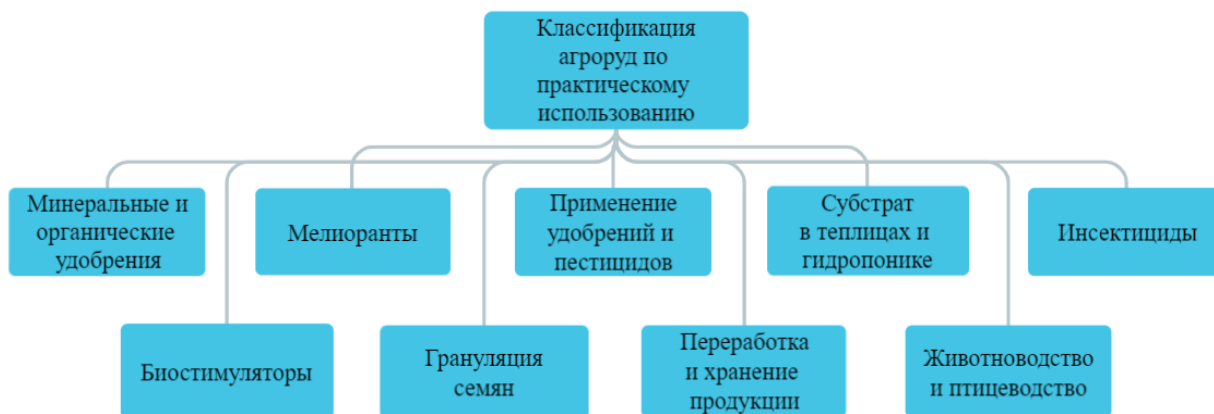 Классификация
агроруд по
практическому
использованию
Минеральные и
органические
удобрения
Мелиоранты
Применение
удобрений и
пестицидов
Субстрат
в теплицах и
гидропонике
Инсектициды
Биостимуляторы
Грануляция
семян
Переработка
и хранение
продукции
Животноводство
и птицеводство